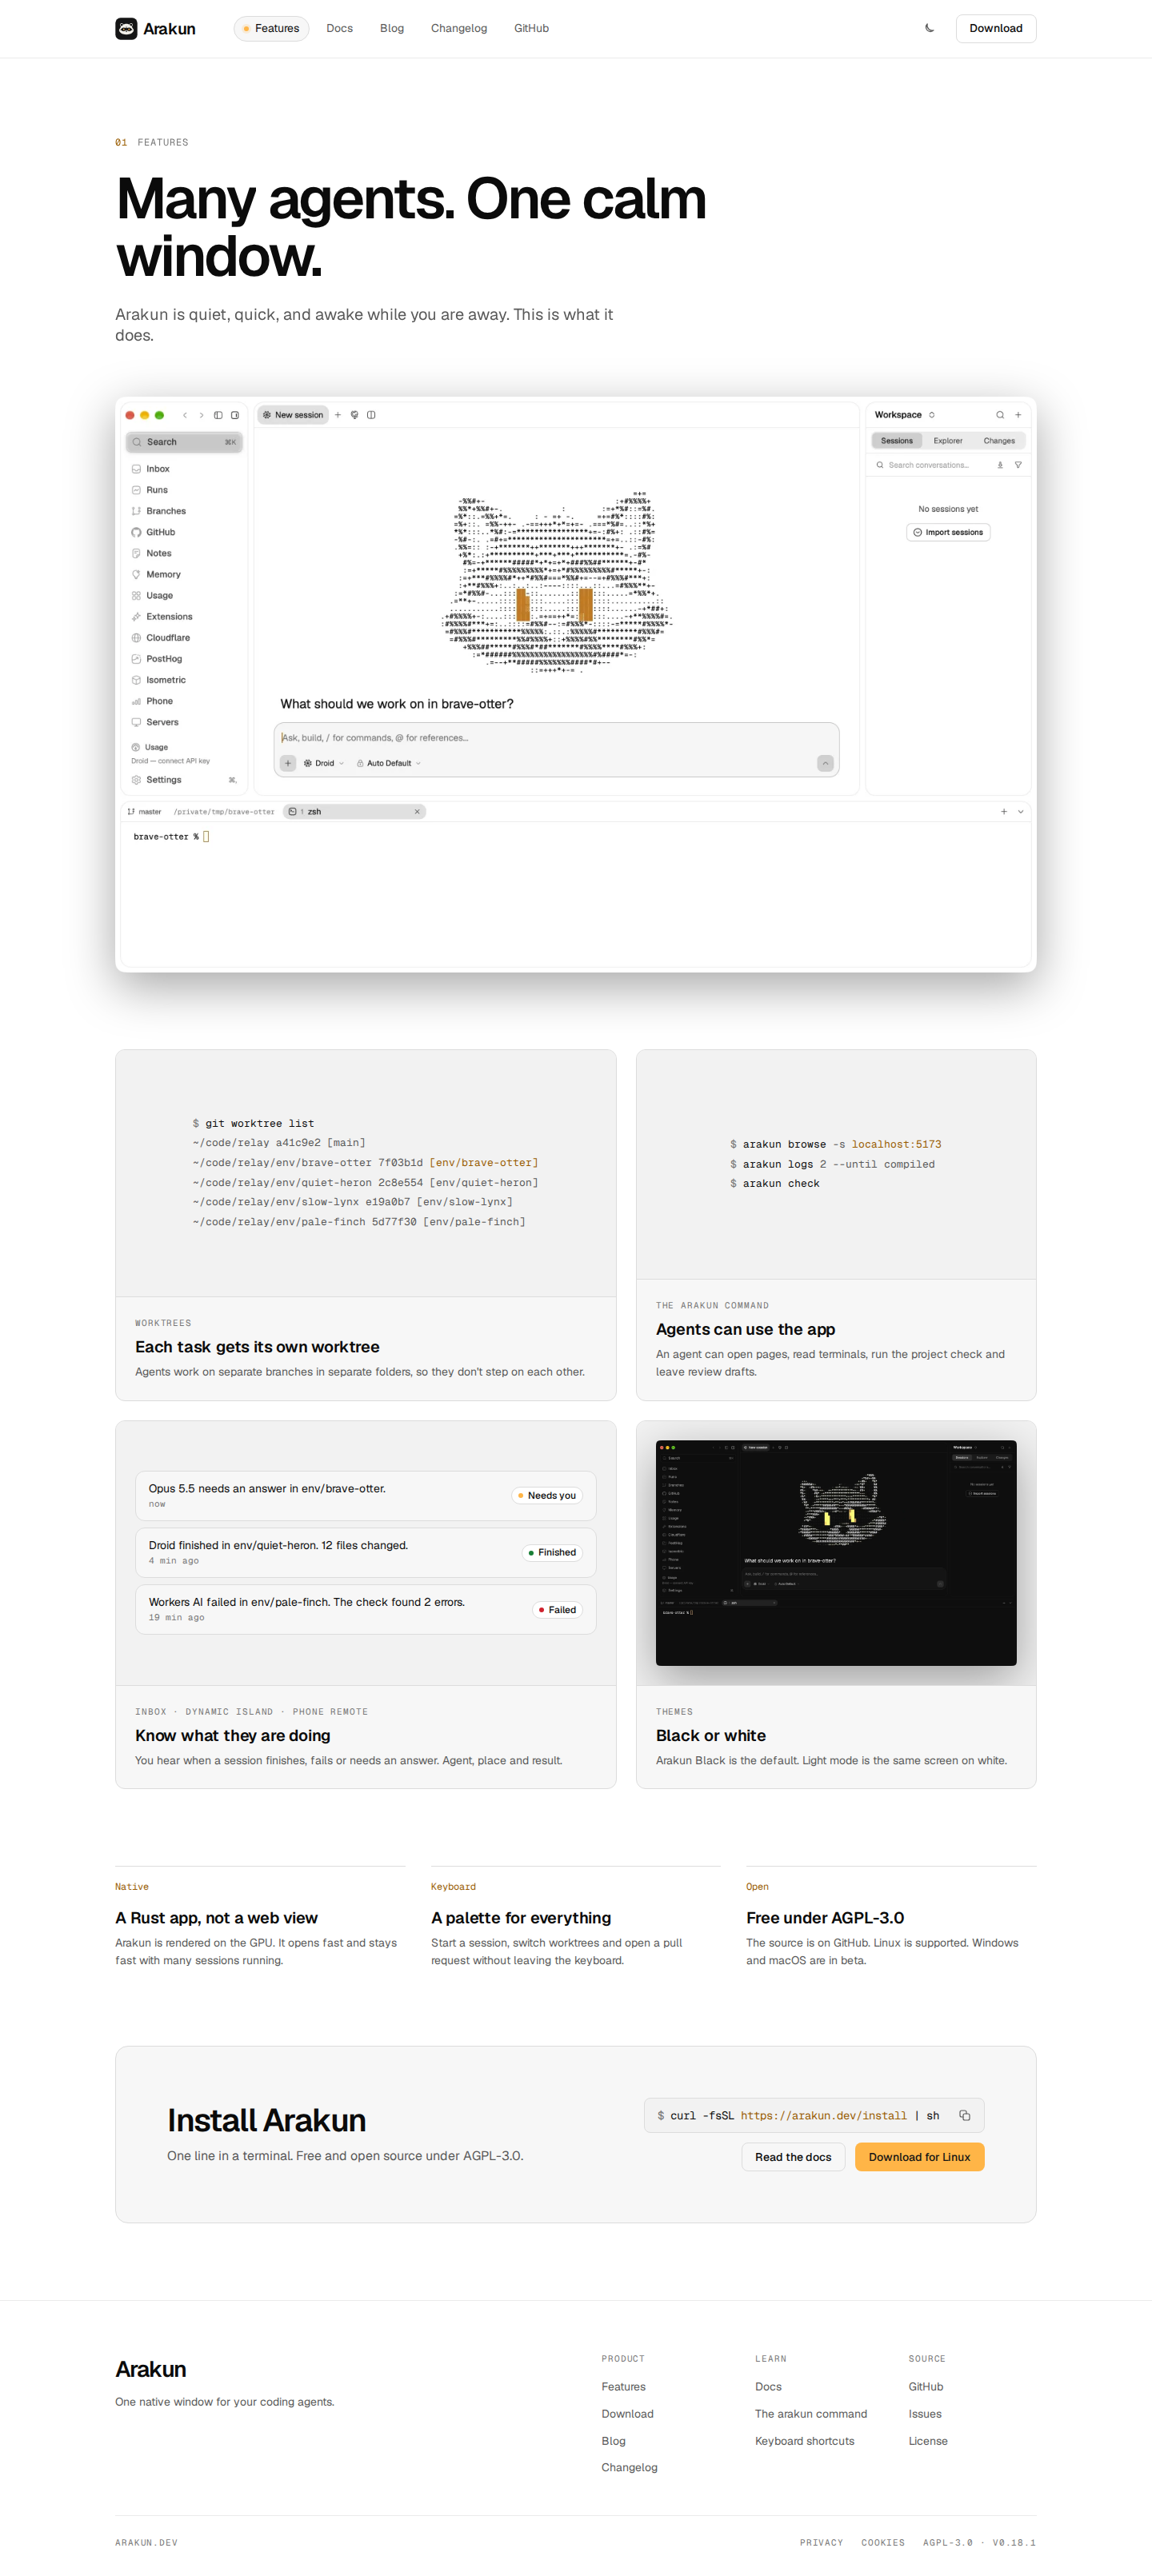 Arakun
Features
Docs
Blog
Changelog
GitHub
Download
01 FEATURES
Many agents. One calm
window.
Arakun is quiet, quick, and awake while you are away. This is what it
does.
New session
Workspace
Search ⌘K
Sessions
Explorer
Changes
Search conversations...
Inbox
Runs
Branches
GitHub
Notes
Memory
Usage
Extensions
Cloudflare
PostHog
Isometric
Phone
Servers
Usage
Droid — connect API key
Settings ⌘,
No sessions yet
Import sessions
What should we work on in brave-otter?
Ask, build, / for commands, @ for references...
Droid
Auto Default
master
/private/tmp/brave-otter
1 zsh
brave-otter %
$ git worktree list
~/code/relay a41c9e2 [main]
~/code/relay/env/brave-otter 7f03b1d [env/brave-otter]
~/code/relay/env/quiet-heron 2c8e554 [env/quiet-heron]
~/code/relay/env/slow-lynx e19a0b7 [env/slow-lynx]
~/code/relay/env/pale-finch 5d77f30 [env/pale-finch]
WORKTREES
Each task gets its own worktree
Agents work on separate branches in separate folders, so they don't step on each other.
$ arakun browse -s localhost:5173
$ arakun logs 2 --until compiled
$ arakun check
THE ARAKUN COMMAND
Agents can use the app
An agent can open pages, read terminals, run the project check and
leave review drafts.
Opus 5.5 needs an answer in env/brave-otter.
now
Needs you
Droid finished in env/quiet-heron. 12 files changed.
4 min ago
Finished
Workers AI failed in env/pale-finch. The check found 2 errors.
19 min ago
Failed
INBOX · DYNAMIC ISLAND · PHONE REMOTE
Know what they are doing
You hear when a session finishes, fails or needs an answer. Agent, place and result.
What should we work on in brave-otter?
THEMES
Black or white
Arakun Black is the default. Light mode is the same screen on white.
Native
A Rust app, not a web view
Arakun is rendered on the GPU. It opens fast and stays
fast with many sessions running.
Keyboard
A palette for everything
Start a session, switch worktrees and open a pull
request without leaving the keyboard.
Open
Free under AGPL-3.0
The source is on GitHub. Linux is supported. Windows
and macOS are in beta.
Install Arakun
One line in a terminal. Free and open source under AGPL-3.0.
$ curl -fsSL https://arakun.dev/install | sh
Read the docs
Download for Linux
Arakun
One native window for your coding agents.
PRODUCT
Features
Download
Blog
Changelog
LEARN
Docs
The arakun command
Keyboard shortcuts
SOURCE
GitHub
Issues
License
ARAKUN.DEV
PRIVACY
COOKIES
AGPL-3.0 · V0.18.1